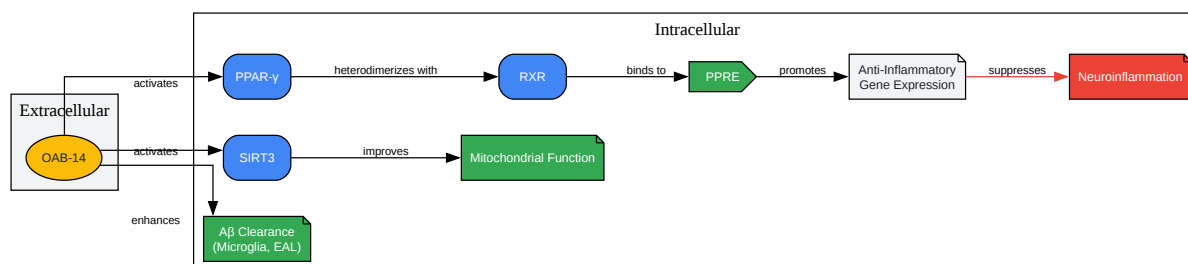 Intracellular
PPAR-γ
heterodimerizes with
RXR
binds to
PPRE
promotes
Anti-Inflammatory
Gene Expression
suppresses
Neuroinflammation
activates
Extracellular
OAB-14
activates
SIRT3
improves
Mitochondrial Function
enhances
Aβ Clearance
(Microglia, EAL)